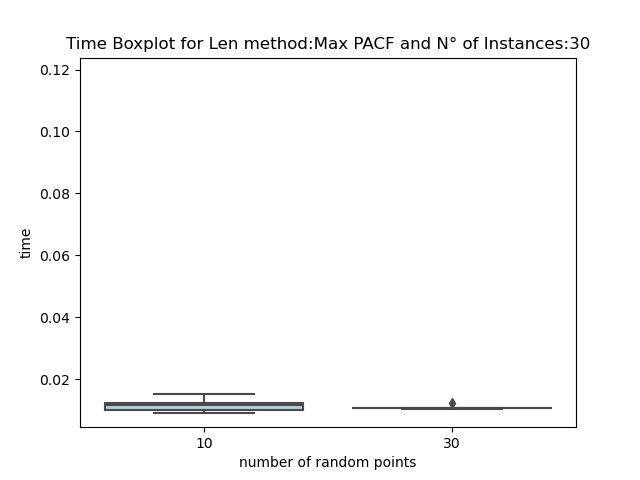 Time Boxplot for Len method:Max PACF and N° of Instances:30
0.12
0.10
0.08
0.06
0.04
0.02
time
10 30
number of random points